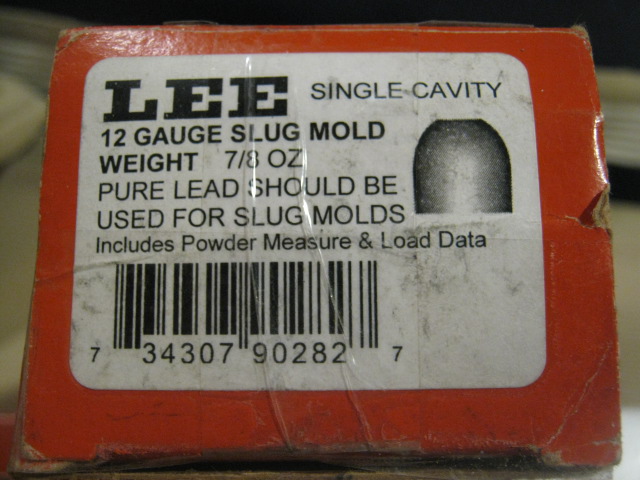 LEE SINGLE CAVITY
12 GAUGE SLUG MOLD
WEIGHT 7/8 OZ
PURE LEAD SHOULD BE
USED FOR SLUG MOLDS
Includes Powder Measure & Load Data
7 34307 90282 7